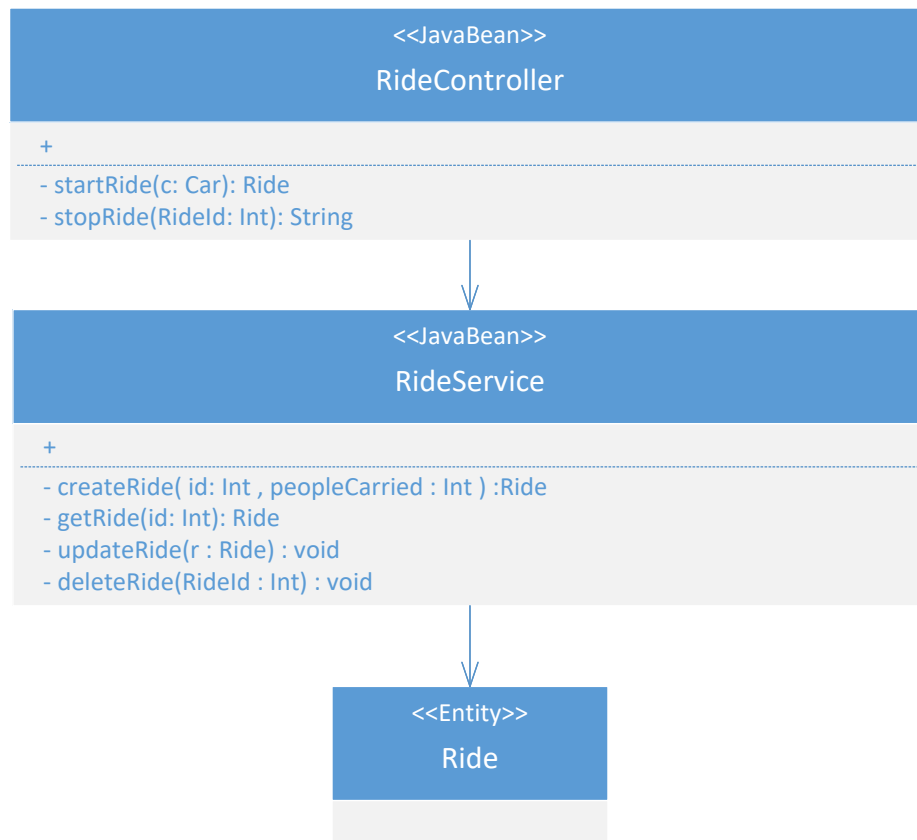 <<JavaBean>>
RideController
+
- startRide(c: Car): Ride
- stopRide(RideId: Int): String
<<JavaBean>>
RideService
+
- createRide( id: Int , peopleCarried : Int ) :Ride
- getRide(id: Int): Ride
- updateRide(r : Ride) : void
- deleteRide(RideId : Int) : void
<<Entity>>
Ride